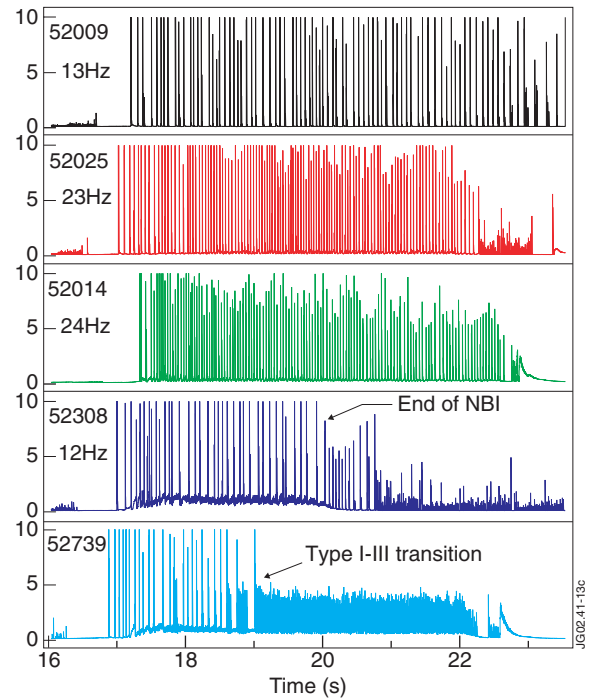 10
52009
13Hz
5
0
10
52025
23Hz
5
0
10
52014
24Hz
5
0
10
52308
12Hz
5
0
End of NBI
10
52739
5
0
Type I-III transition
16 18 20 22
Time (s)
JG02.41-13c